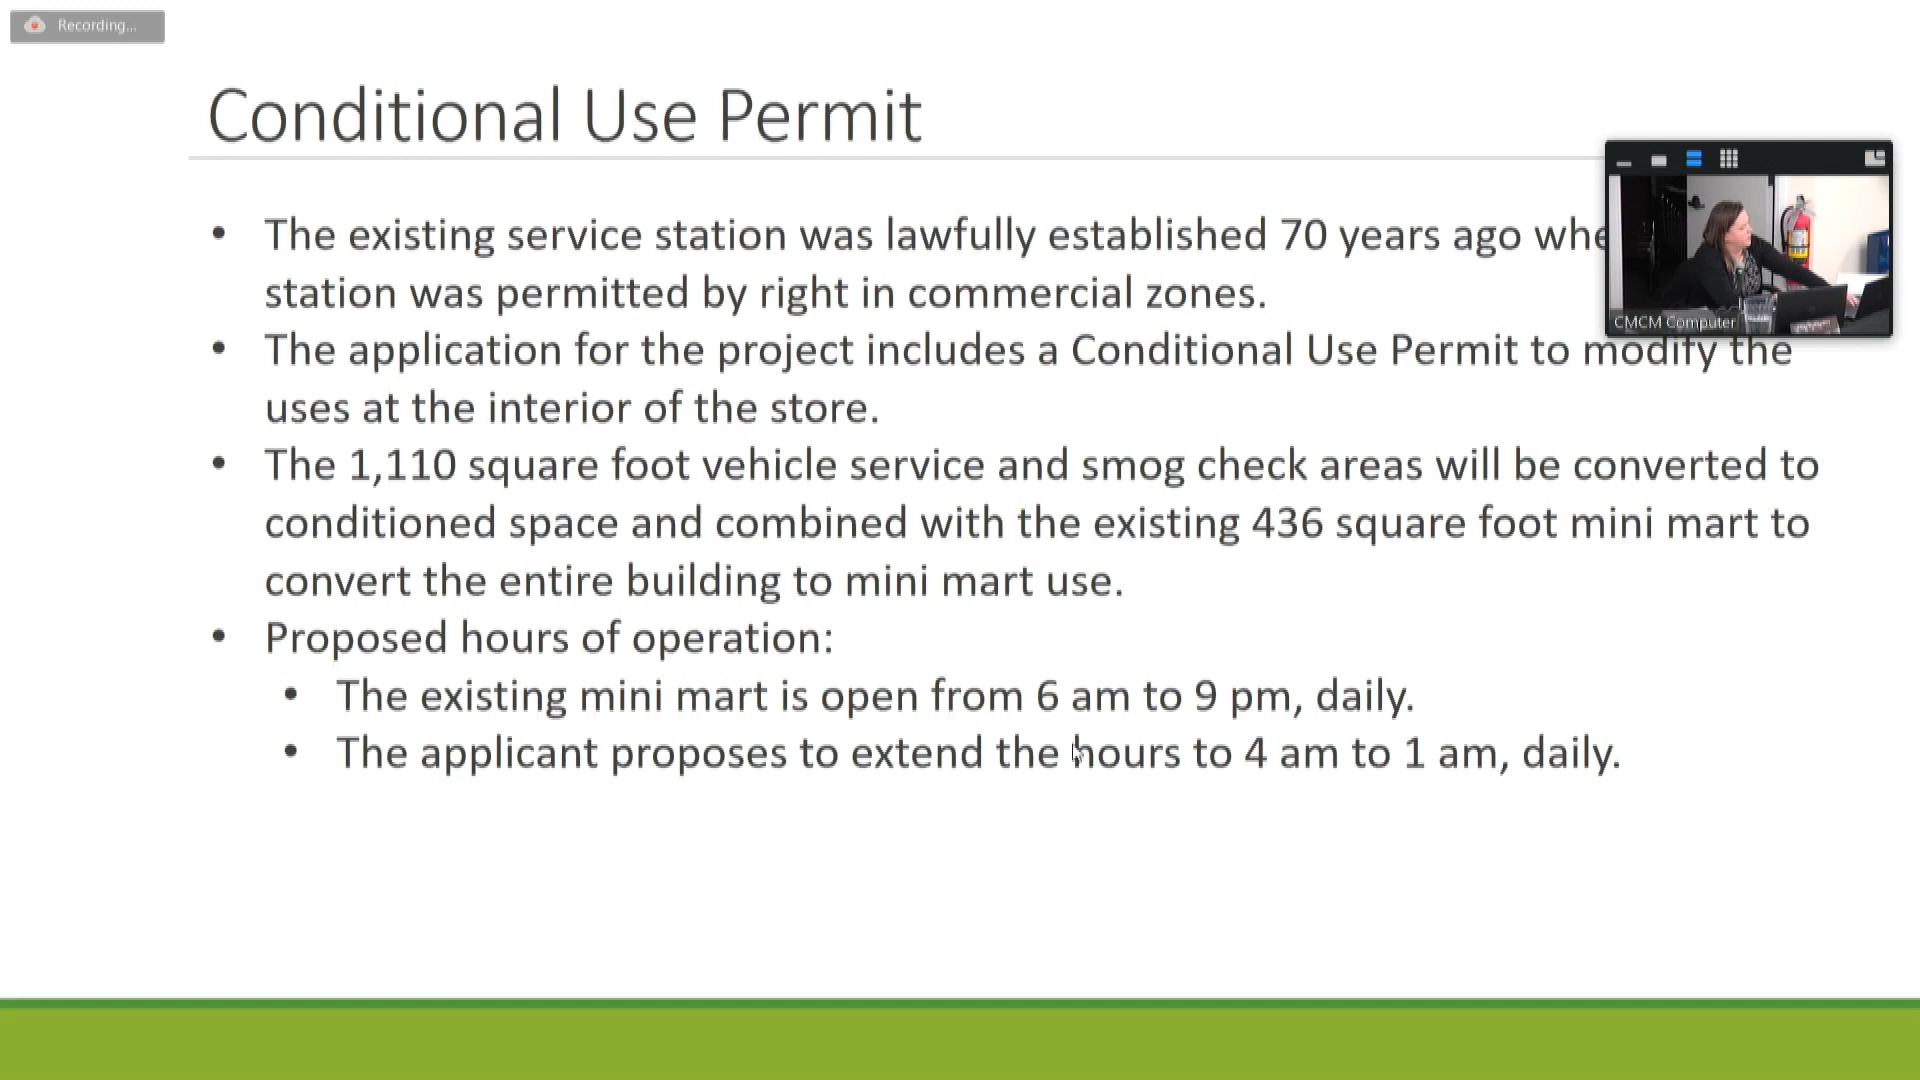 Recording...
Conditional Use Permit
• The existing service station was lawfully established 70 years ago
station was permitted by right in commercial zones.
CMCM Computer
• The application for the project includes a Conditional Use Permit to modify the
uses at the interior of the store.
• The 1,110 square foot vehicle service and smog check areas will be converted to
conditioned space and combined with the existing 436 square foot mini mart to
convert the entire building to mini mart use.
• Proposed hours of operation:
• The existing mini mart is open from 6 am to 9 pm, daily.
• The applicant proposes to extend the hours to 4 am to 1 am, daily.